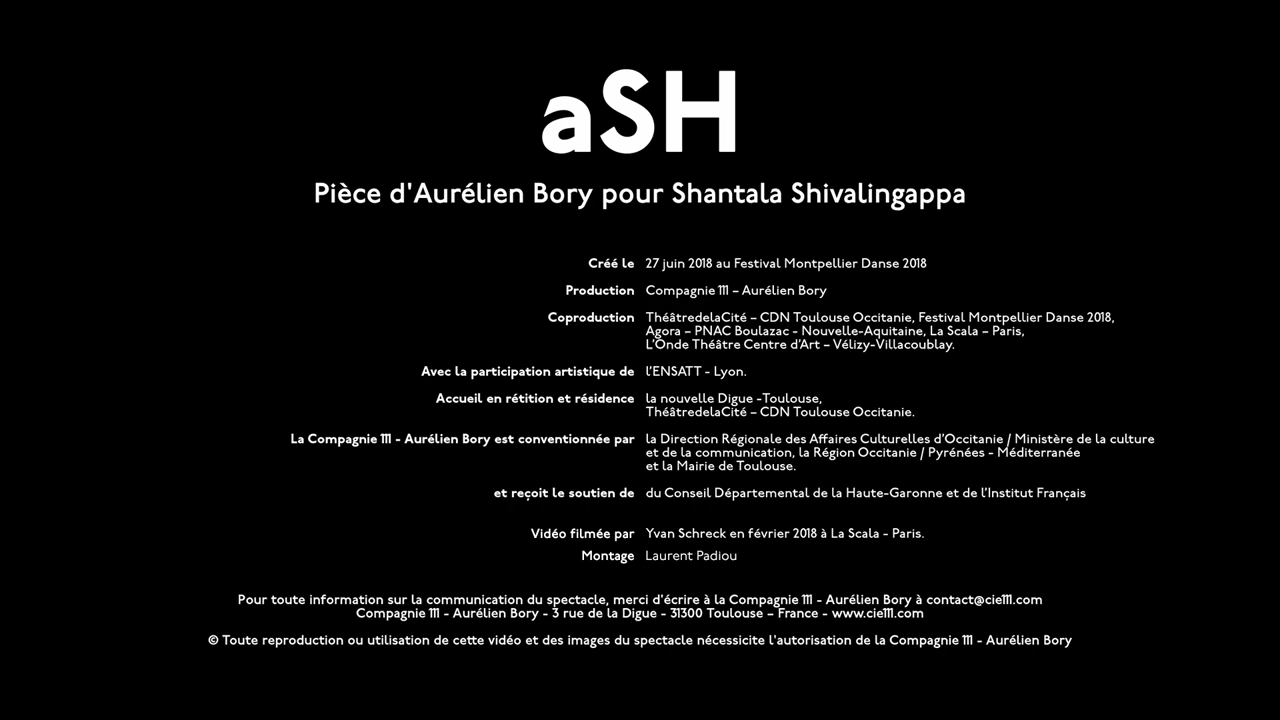 aSH
Pièce d'Aurélien Bory pour Shantala Shivalingappa
Créé le 27 juin 2018 au Festival Montpellier Danse 2018
Production Compagnie 111 – Aurélien Bory
Coproduction ThéâtredelaCité – CDN Toulouse Occitanie, Festival Montpellier Danse 2018,
Agora – PNAC Boulazac - Nouvelle-Aquitaine, La Scala – Paris,
L'Onde Théâtre Centre d'Art – Vélizy-Villacoublay.
Avec la participation artistique de l'ENSATT - Lyon.
Accueil en rétition et résidence la nouvelle Digue -Toulouse,
ThéâtredelaCité – CDN Toulouse Occitanie.
La Compagnie 111 - Aurélien Bory est conventionnée par la Direction Régionale des Affaires Culturelles d'Occitanie / Ministère de la culture
et de la communication, la Région Occitanie / Pyrénées - Méditerranée
et la Mairie de Toulouse.
et reçoit le soutien de du Conseil Départemental de la Haute-Garonne et de l'Institut Français
Vidéo filmée par Yvan Schreck en février 2018 à La Scala - Paris.
Montage Laurent Padiou
Pour toute information sur la communication du spectacle, merci d'écrire à la Compagnie 111 - Aurélien Bory à contact@cie111.com
Compagnie 111 - Aurélien Bory - 3 rue de la Digue - 31300 Toulouse – France - www.cie111.com
© Toute reproduction ou utilisation de cette vidéo et des images du spectacle nécessicite l'autorisation de la Compagnie 111 - Aurélien Bory